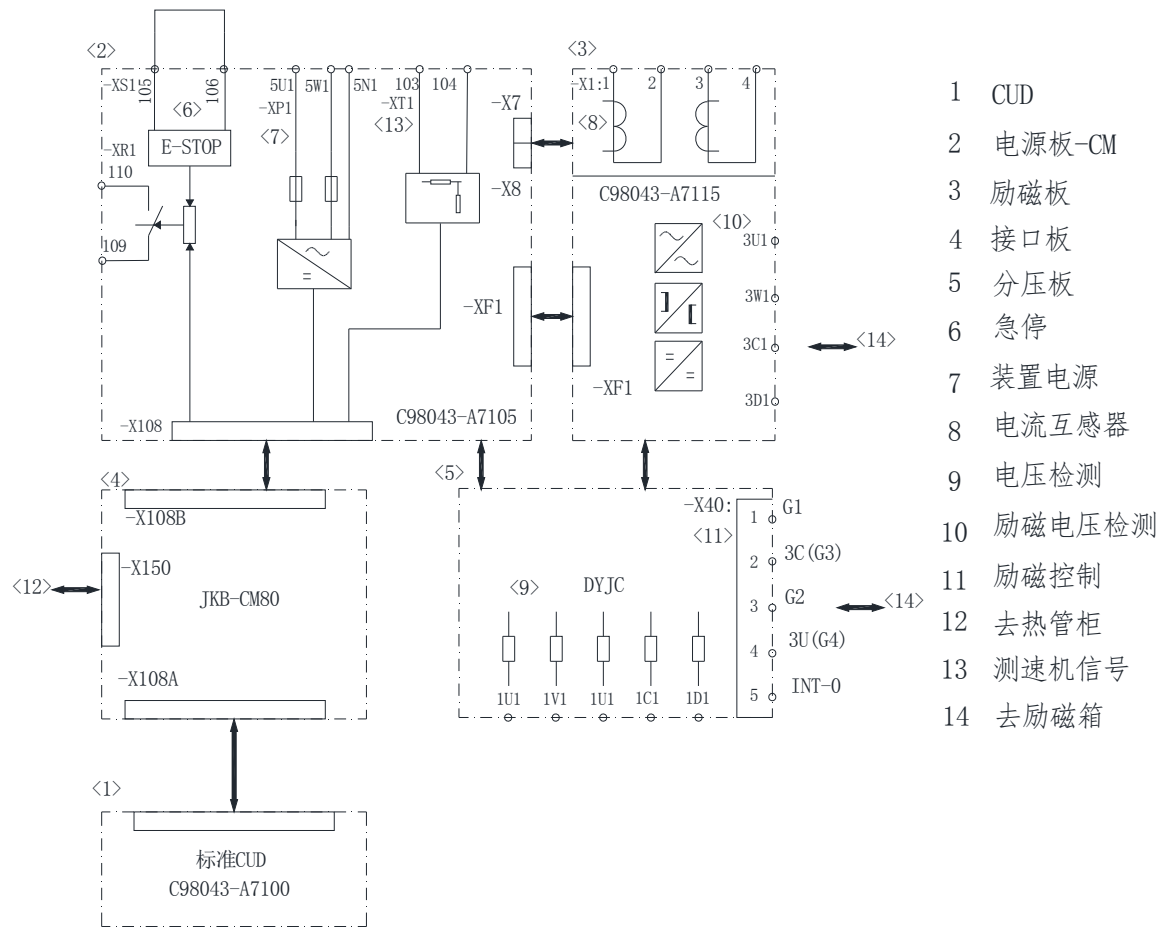 <2>
-XS1
105
106
<6>
E-STOP
-XR1
110
109
5U1
5W1
5N1
-XP1
<7>
103
104
-XT1
<13>
-X7
-X8
-XF1
-X108
C98043-A7105
<3>
-X1:1
2
3
4
<8>
C98043-A7115
<10>
3U1
3W1
3C1
3D1
<14>
-XF1
<4>
-X108B
<12>
-X150
JKB-CM80
-X108A
<5>
-X40:
<11>
1
G1
2
3C(G3)
3
G2
4
3U(G4)
5
INT-0
<14>
<9>
DYJC
1U1
1V1
1U1
1C1
1D1
<1>
标准CUD
C98043-A7100
1 CUD
2 电源板-CM
3 励磁板
4 接口板
5 分压板
6 急停
7 装置电源
8 电流互感器
9 电压检测
10 励磁电压检测
11 励磁控制
12 去热管柜
13 测速机信号
14 去励磁箱